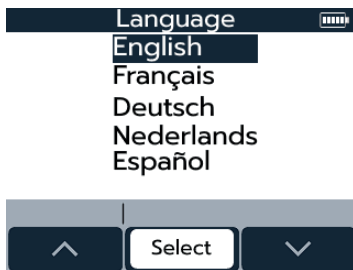 Language
English
Français
Deutsch
Nederlands
Español
Select